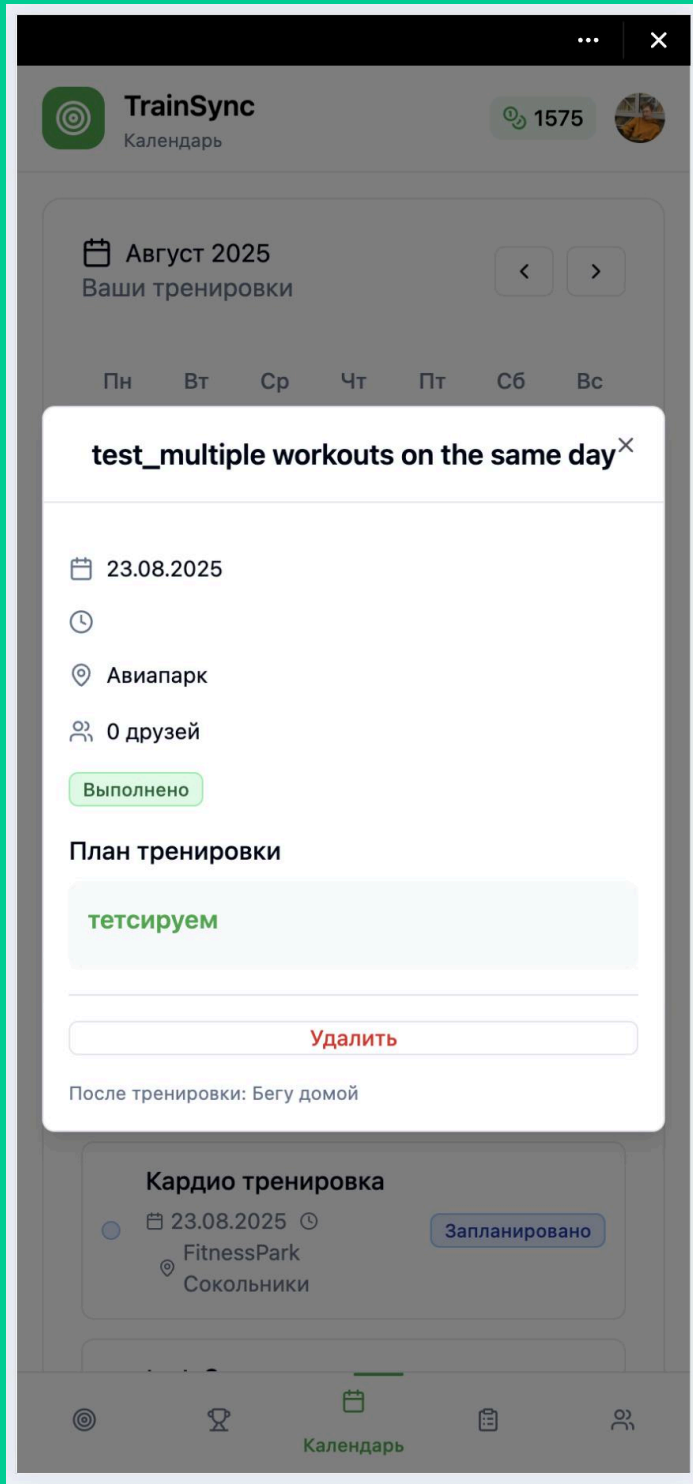 TrainSync
Календарь
1575
Август 2025
Ваши тренировки
Пн Вт Ср Чт Пт Сб Вс
test_multiple workouts on the same day
23.08.2025
Авиапарк
0 друзей
Выполнено
План тренировки
тетсируем
Удалить
После тренировки: Бегу домой
Кардио тренировка
23.08.2025
Запланировано
FitnessPark
Сокольники
Календарь